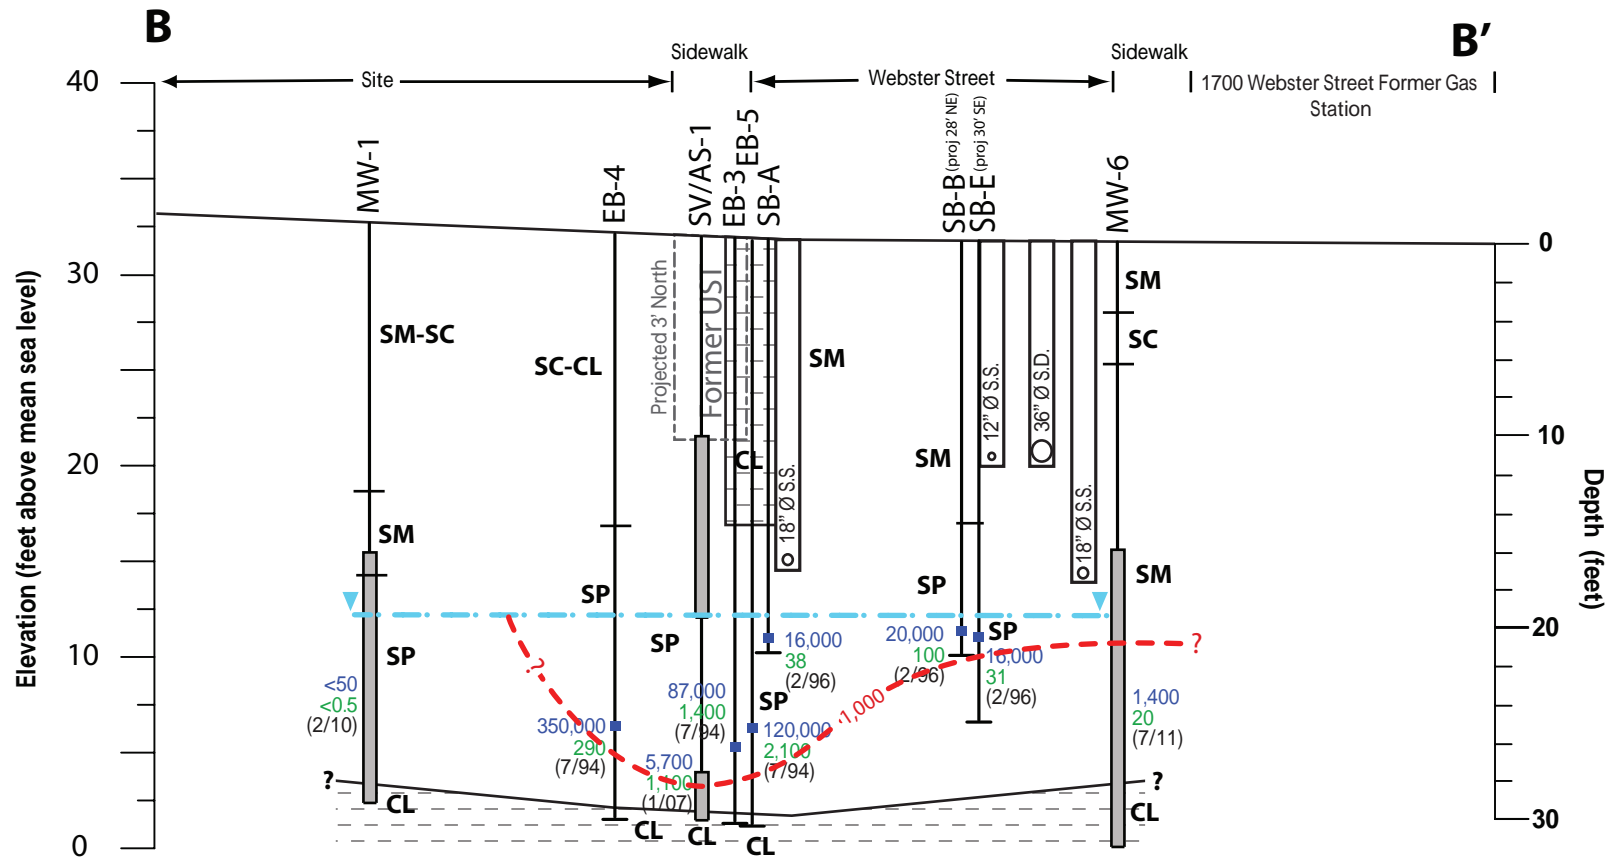 B
B′
Sidewalk
Sidewalk
Site
Webster Street
1700 Webster Street Former Gas
Station
40
30
20
10
0
Elevation (feet above mean sea level)
0
10
20
30
Depth (feet)
MW-1
EB-4
SV/AS-1
EB-3
EB-5
SB-A
SB-B (proj 28' NE)
SB-E (proj 30' SE)
MW-6
Projected 3' North
Former UST
SM-SC
SC-CL
SM
SM
SC
CL
SM
SM
SP
SP
SP
SP
SM
SP
SP
18” Ø S.S.
12” Ø S.S.
36” Ø S.D.
18” Ø S.S.
<50
<0.5
(2/10)
350,000
290
(7/94)
87,000
1,400
(7/94)
5,700
1,100
(1/07)
16,000
38
(2/96)
120,000
2,100
(7/94)
20,000
100
(2/96)
16,000
31
(2/96)
1,400
20
(7/11)
?
1,000
?
?
?
CL
CL
CL
CL
CL